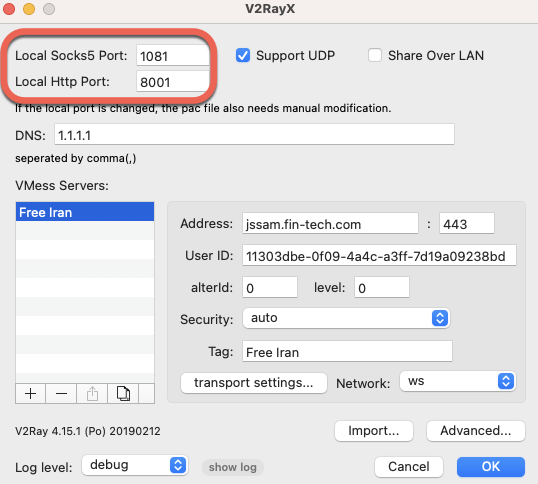 V2RayX
Local Socks5 Port: 1081 Support UDP Share Over LAN
Local Http Port: 8001
If the local port is changed, the pac file also needs manual modification.
DNS: 1.1.1.1
seperated by comma(,)
VMess Servers:
Free Iran
Address: jssam.fin-tech.com : 443
User ID: 11303dbe-0f09-4a4c-a3ff-7d19a09238bd
alterId: 0 level: 0
Security: auto
Tag: Free Iran
transport settings... Network: ws
V2Ray 4.15.1 (Po) 20190212 Import... Advanced...
Log level: debug show log Cancel OK